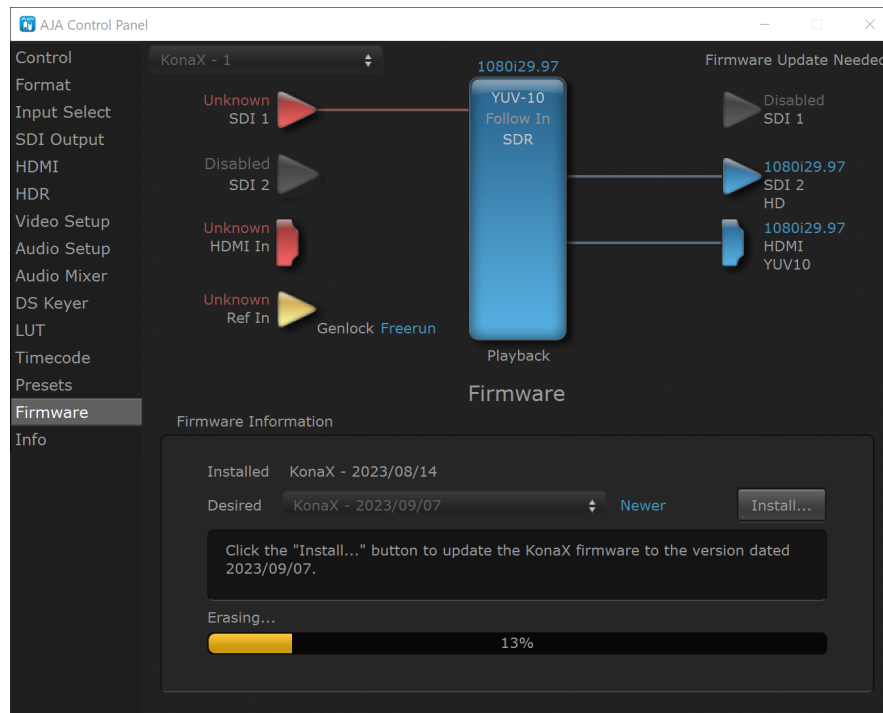 AJA Control Panel
Control
Format
Input Select
SDI Output
HDMI
HDR
Video Setup
Audio Setup
Audio Mixer
DS Keyer
LUT
Timecode
Presets
Firmware
Info
KonaX - 1
1080i29.97
Firmware Update Needed
Unknown
SDI 1
YUV-10
Follow In
SDR
Disabled
SDI 1
Disabled
SDI 2
1080i29.97
SDI 2
HD
Unknown
HDMI In
1080i29.97
HDMI
YUV10
Unknown
Ref In
Genlock Freerun
Playback
Firmware
Firmware Information
Installed KonaX - 2023/08/14
Desired KonaX - 2023/09/07 Newer Install...
Click the "Install..." button to update the KonaX firmware to the version dated
2023/09/07.
Erasing...
13%